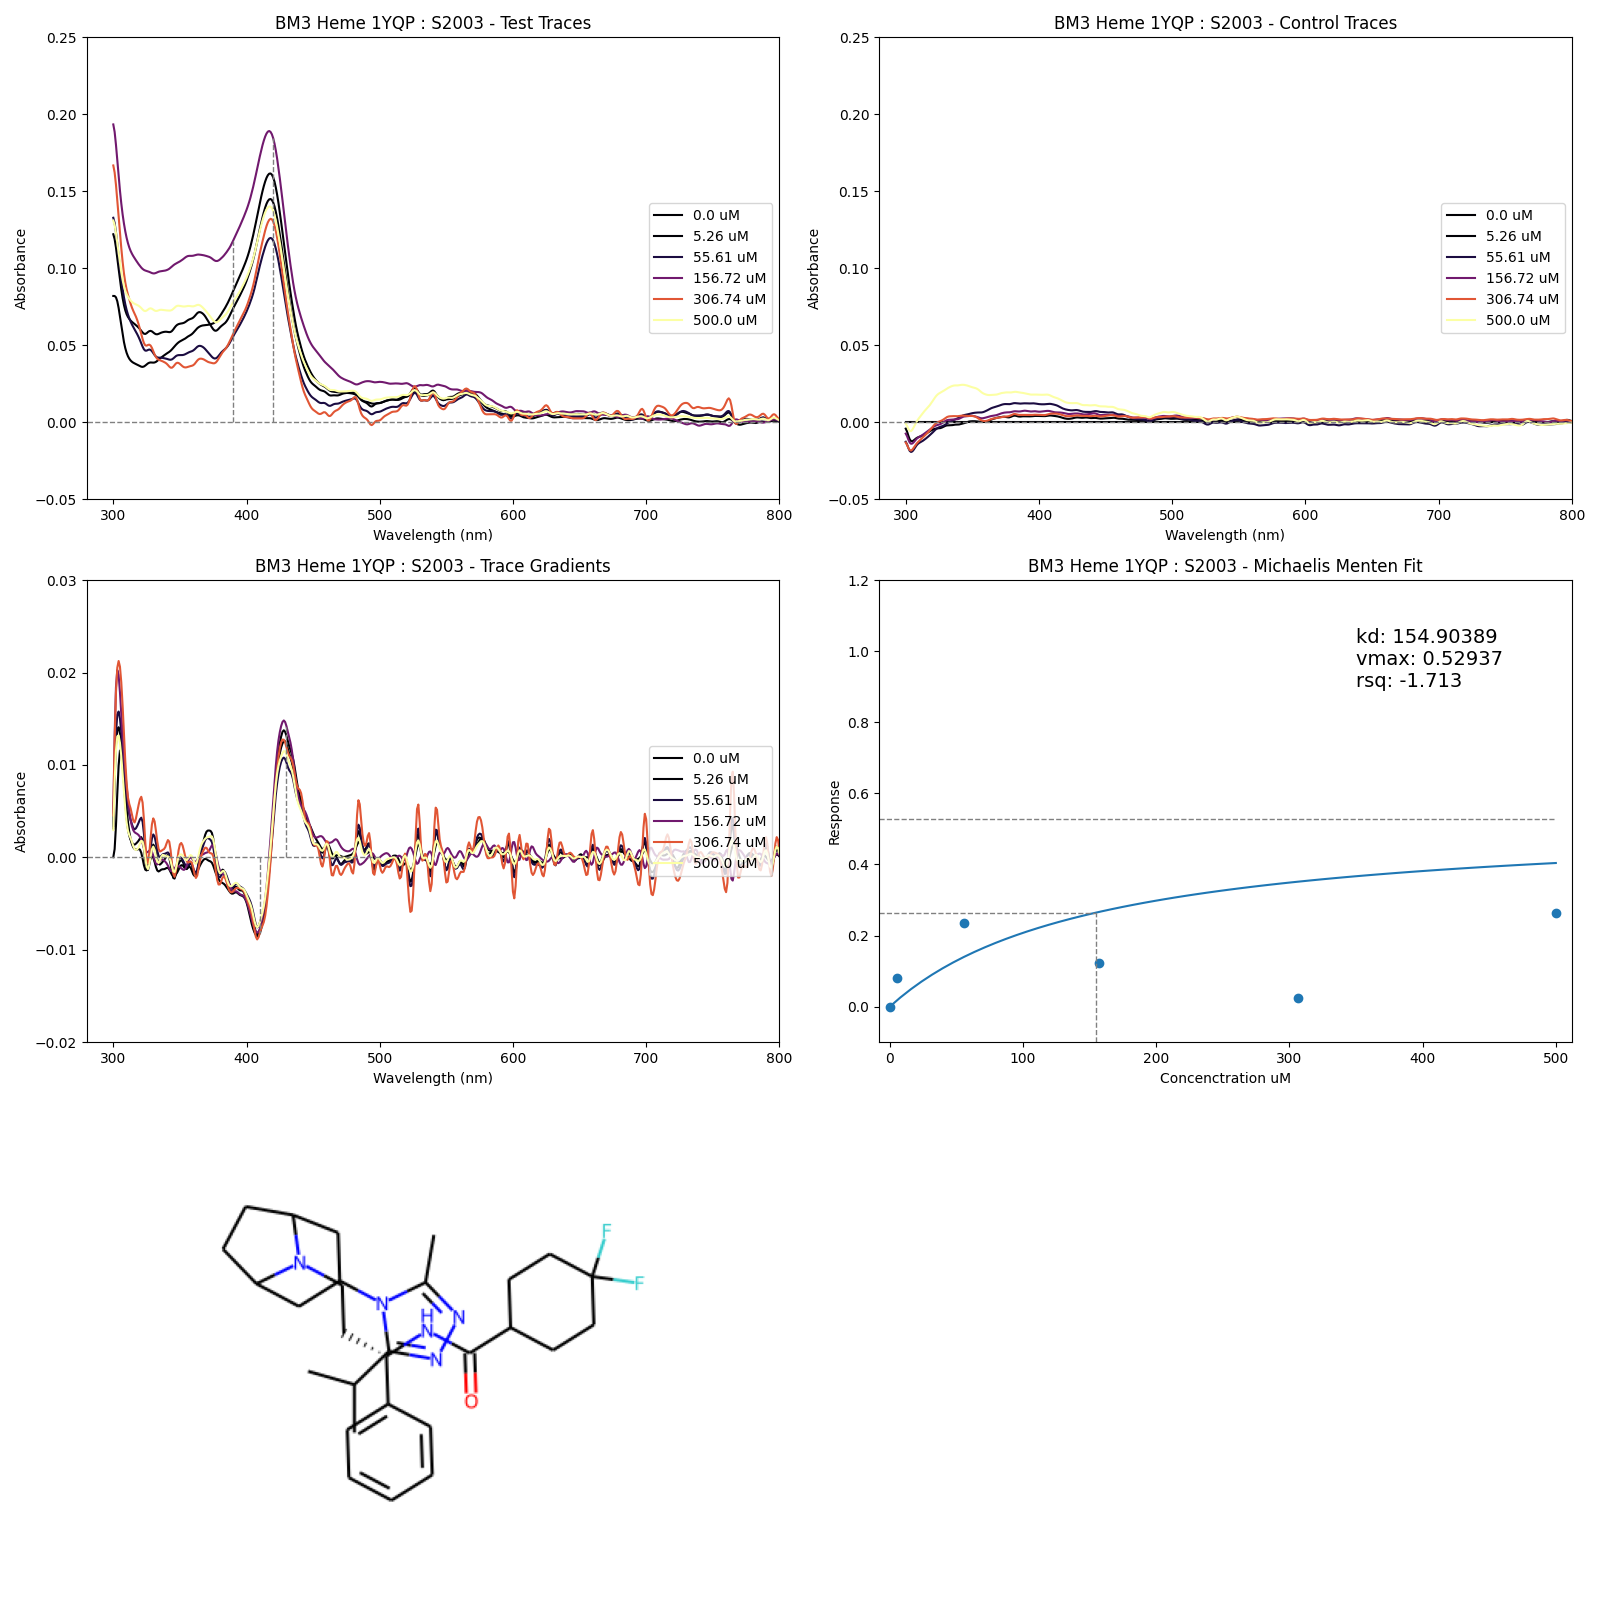 BM3 Heme 1YQP : S2003 - Test Traces
0.25
0.20
0.15
0.10
0.05
0.00
−0.05
Absorbance
300
400
500
600
700
800
Wavelength (nm)
0.0 uM
5.26 uM
55.61 uM
156.72 uM
306.74 uM
500.0 uM
BM3 Heme 1YQP : S2003 - Control Traces
0.25
0.20
0.15
0.10
0.05
0.00
−0.05
Absorbance
300
400
500
600
700
800
Wavelength (nm)
0.0 uM
5.26 uM
55.61 uM
156.72 uM
306.74 uM
500.0 uM
BM3 Heme 1YQP : S2003 - Trace Gradients
0.03
0.02
0.01
0.00
−0.01
−0.02
Absorbance
300
400
500
600
700
800
Wavelength (nm)
0.0 uM
5.26 uM
55.61 uM
156.72 uM
306.74 uM
500.0 uM
BM3 Heme 1YQP : S2003 - Michaelis Menten Fit
1.2
1.0
0.8
0.6
0.4
0.2
0.0
Response
0
100
200
300
400
500
Concenctration uM
kd: 154.90389
vmax: 0.52937
rsq: -1.713
F
F
N
N
H
N
N
N
O